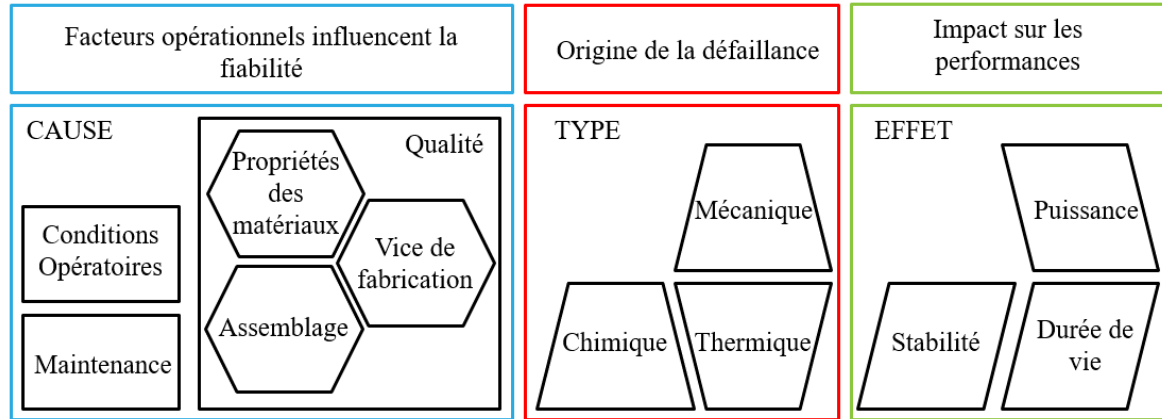 Facteurs opérationnels influencent la
fiabilité
Origine de la défaillance
Impact sur les
performances
CAUSE
Qualité
Propriétés
des
matériaux
Conditions
Opératoires
Vice de
fabrication
Assemblage
Maintenance
TYPE
Mécanique
Chimique
Thermique
EFFET
Puissance
Stabilité
Durée de
vie